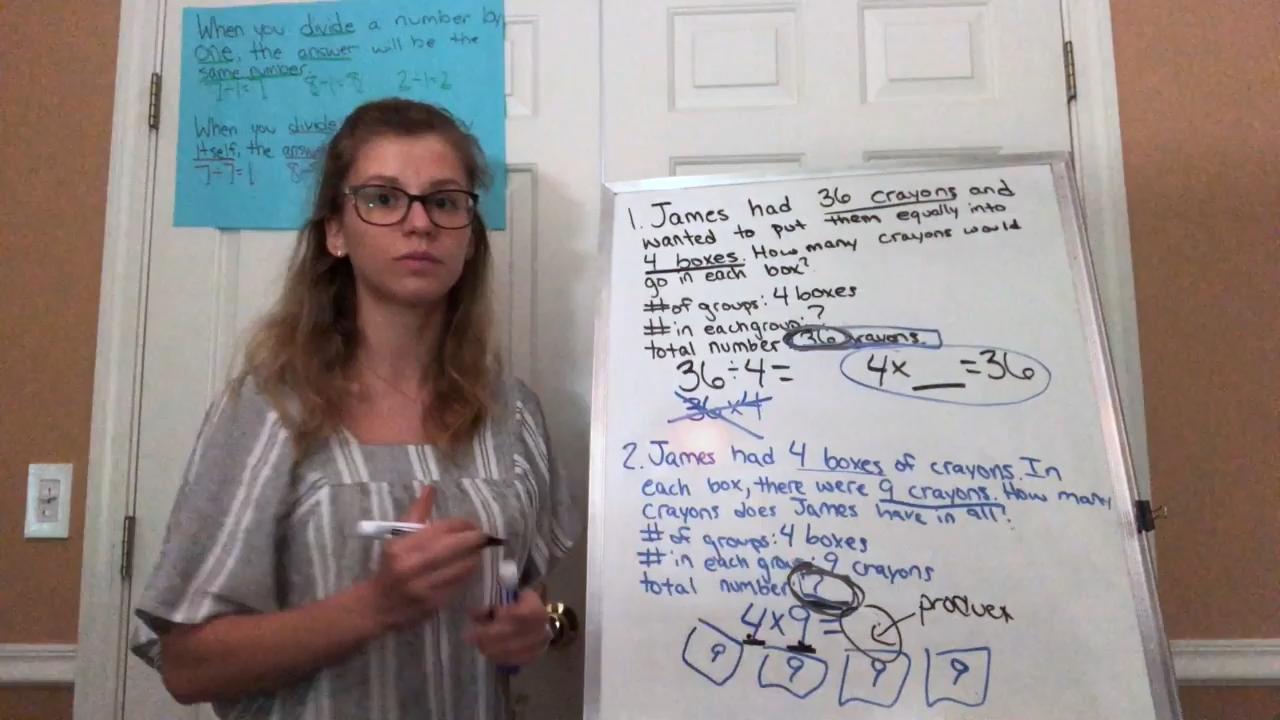 When you divide a number by
one, the answer will be the
same number.
7÷1=7 8÷1=8 2÷1=2
When you divide
itself, the answer
7÷7=1
1. James had 36 crayons and
wanted to put them equally into
4 boxes. How many crayons would
go in each box?
# of groups: 4 boxes
# in each group: ?
total number 36 crayons.
36÷4=
4× __ =36
36×4
2. James had 4 boxes of crayons. In
each box, there were 9 crayons. How many
crayons does James have in all?
# of groups: 4 boxes
# in each group: 9 crayons
total number ?
4×9=
product
9 9 9 9